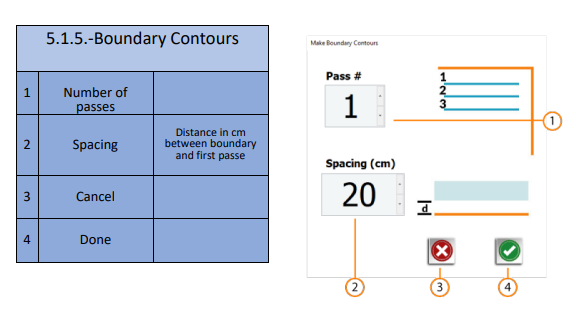 5.1.5.-Boundary Contours
1
Number of
passes
2
Spacing
Distance in cm
between boundary
and first passe
3
Cancel
4
Done
Make Boundary Contours
Pass #
1
1
2
3
1
Spacing (cm)
20
d
2
3
4